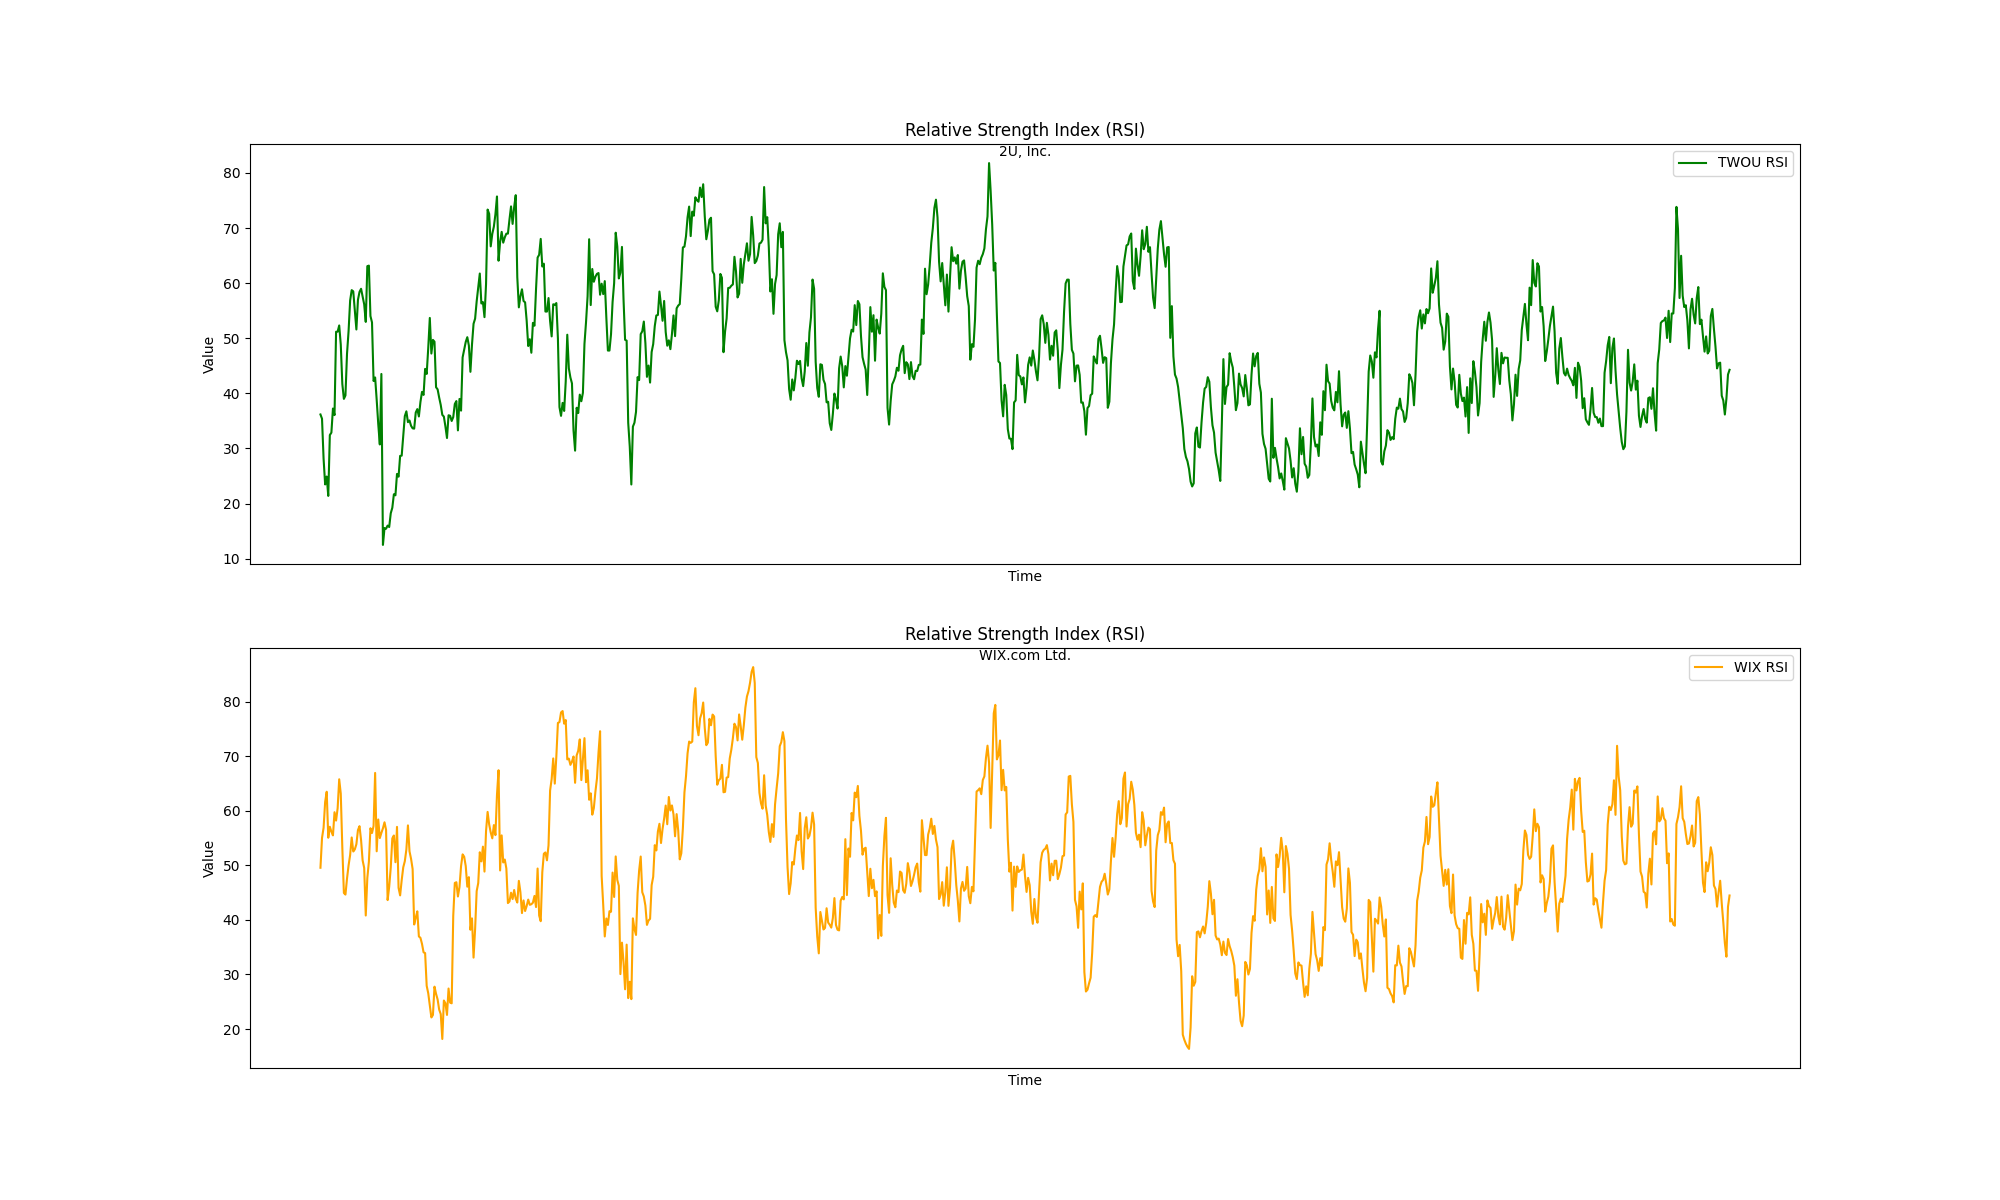 Relative Strength Index (RSI)
2U, Inc.
TWOU RSI
80
70
60
50
40
30
20
10
Value
Time
Relative Strength Index (RSI)
WIX.com Ltd.
WIX RSI
80
70
60
50
40
30
20
Value
Time